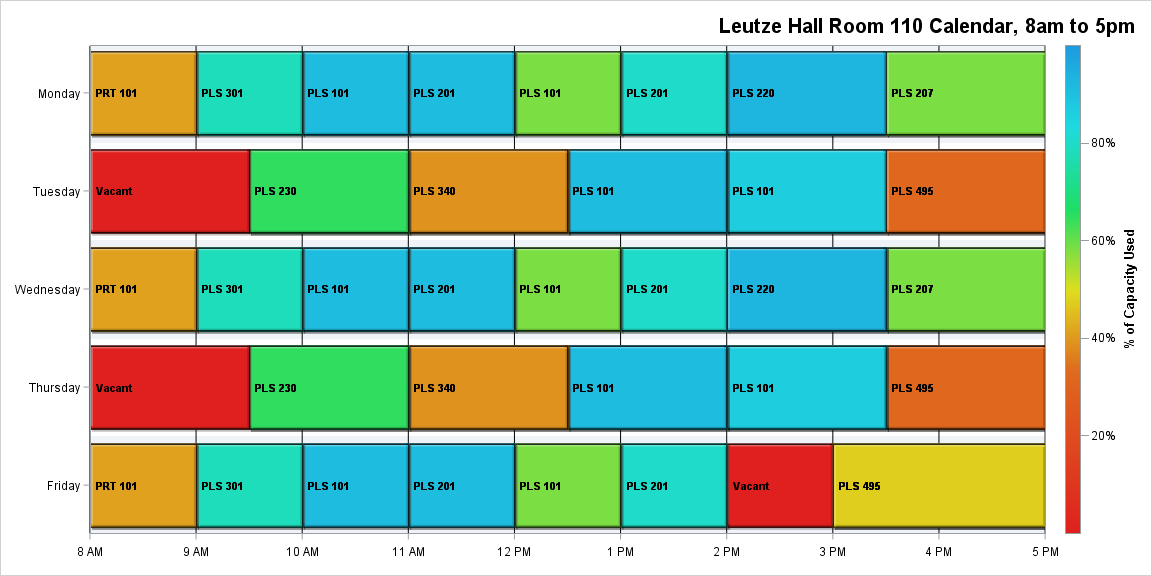 Leutze Hall Room 110 Calendar, 8am to 5pm
Monday
PRT 101
PLS 301
PLS 101
PLS 201
PLS 101
PLS 201
PLS 220
PLS 207
Tuesday
Vacant
PLS 230
PLS 340
PLS 101
PLS 101
PLS 495
Wednesday
PRT 101
PLS 301
PLS 101
PLS 201
PLS 101
PLS 201
PLS 220
PLS 207
Thursday
Vacant
PLS 230
PLS 340
PLS 101
PLS 101
PLS 495
Friday
PRT 101
PLS 301
PLS 101
PLS 201
PLS 101
PLS 201
Vacant
PLS 495
8 AM
9 AM
10 AM
11 AM
12 PM
1 PM
2 PM
3 PM
4 PM
5 PM
80%
60%
40%
20%
% of Capacity Used